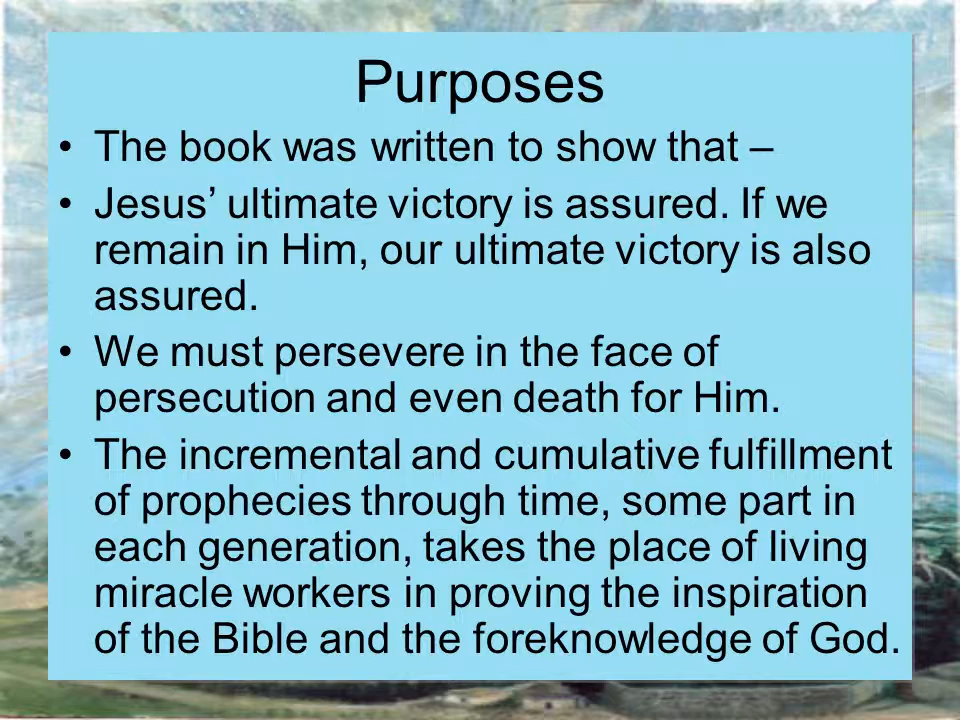 Purposes
• The book was written to show that –
• Jesus’ ultimate victory is assured. If we
remain in Him, our ultimate victory is also
assured.
• We must persevere in the face of
persecution and even death for Him.
• The incremental and cumulative fulfillment
of prophecies through time, some part in
each generation, takes the place of living
miracle workers in proving the inspiration
of the Bible and the foreknowledge of God.